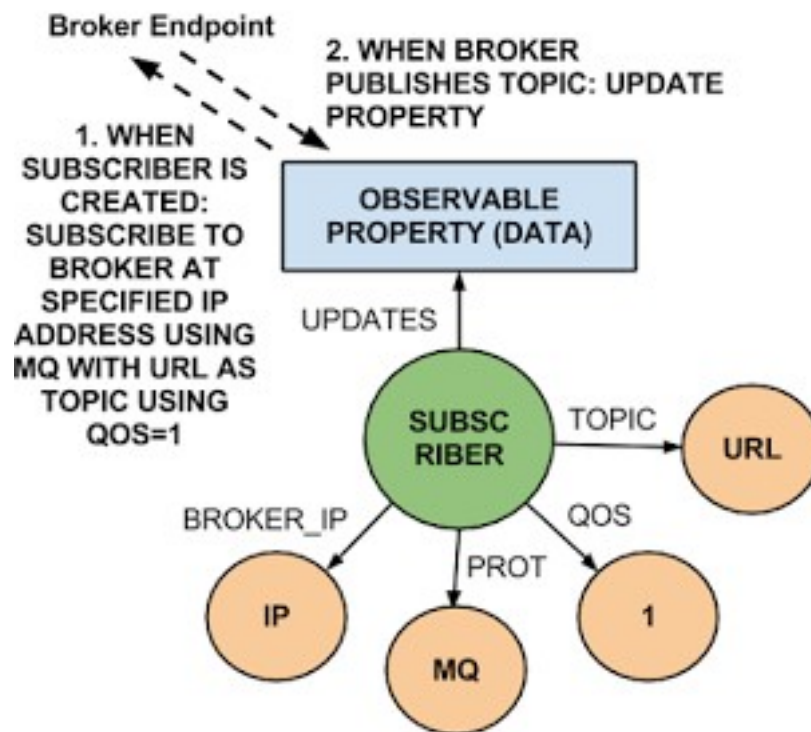 Broker Endpoint
2. WHEN BROKER
PUBLISHES TOPIC: UPDATE
PROPERTY
1. WHEN
SUBSCRIBER IS
CREATED:
SUBSCRIBE TO
BROKER AT
SPECIFIED IP
ADDRESS USING
MQ WITH URL AS
TOPIC USING
QOS=1
OBSERVABLE
PROPERTY (DATA)
UPDATES
SUBSC
RIBER
TOPIC
URL
BROKER_IP
QOS
PROT
IP
1
MQ